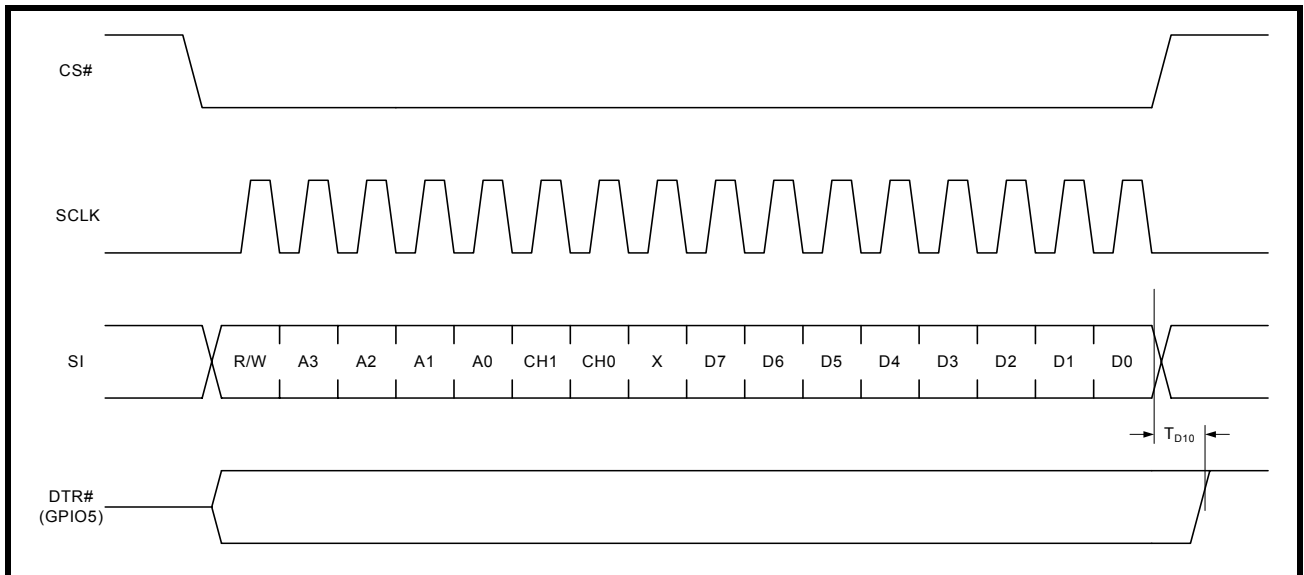 CS#
SCLK
SI R/W A3 A2 A1 A0 CH1 CH0 X D7 D6 D5 D4 D3 D2 D1 D0
TD10
DTR#
(GPIO5)